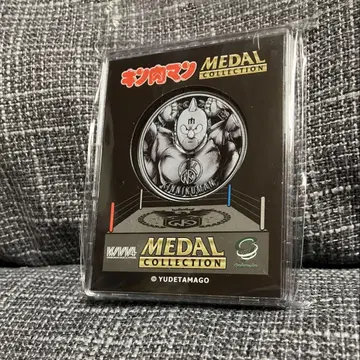 キン肉マン MEDAL
COLLECTION
KINNIKUMAN
MEDAL
COLLECTION
© YUDETAMAGO